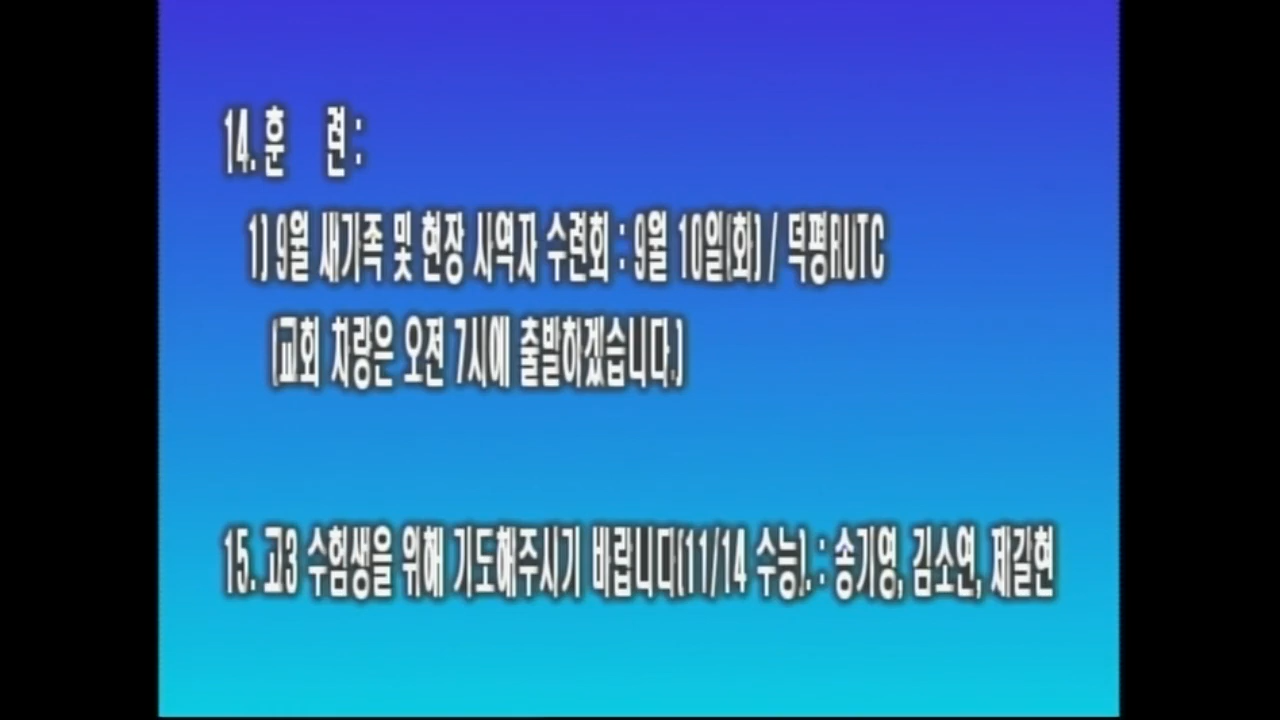 14. 훈 련 :
1) 9월 새가족 및 현장 사역자 수련회 : 9월 10일(화) / 덕평RUTC
(교회 차량은 오전 7시에 출발하겠습니다.)
15. 고3 수험생을 위해 기도해주시기 바랍니다(11/14 수능). : 송기영, 김소연, 제갈현